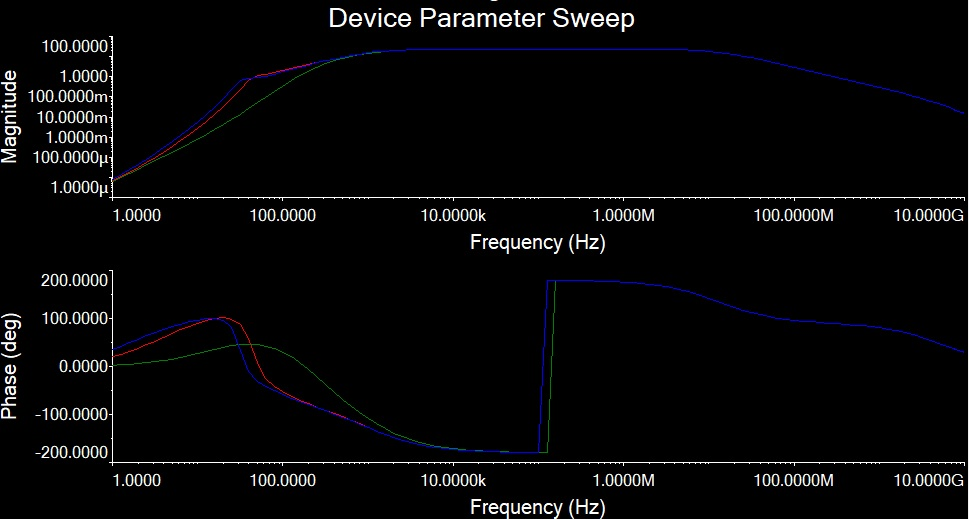 Device Parameter Sweep
Magnitude
100.0000
1.0000
100.0000m
10.0000m
1.0000m
100.0000µ
1.0000µ
1.0000 100.0000 10.0000k 1.0000M 100.0000M 10.0000G
Frequency (Hz)
Phase (deg)
200.0000
100.0000
0.0000
-100.0000
-200.0000
1.0000 100.0000 10.0000k 1.0000M 100.0000M 10.0000G
Frequency (Hz)